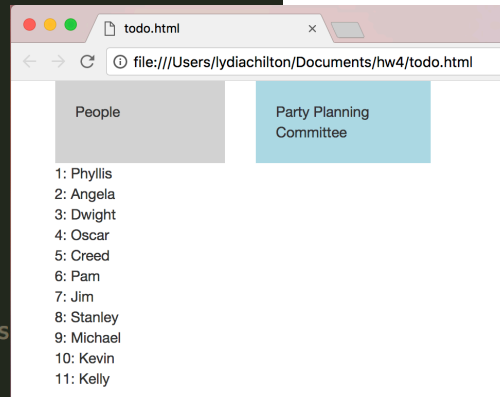 todo.html
file:///Users/lydiachilton/Documents/hw4/todo.html
People
Party Planning
Committee
1: Phyllis
2: Angela
3: Dwight
4: Oscar
5: Creed
6: Pam
7: Jim
8: Stanley
9: Michael
10: Kevin
11: Kelly
s